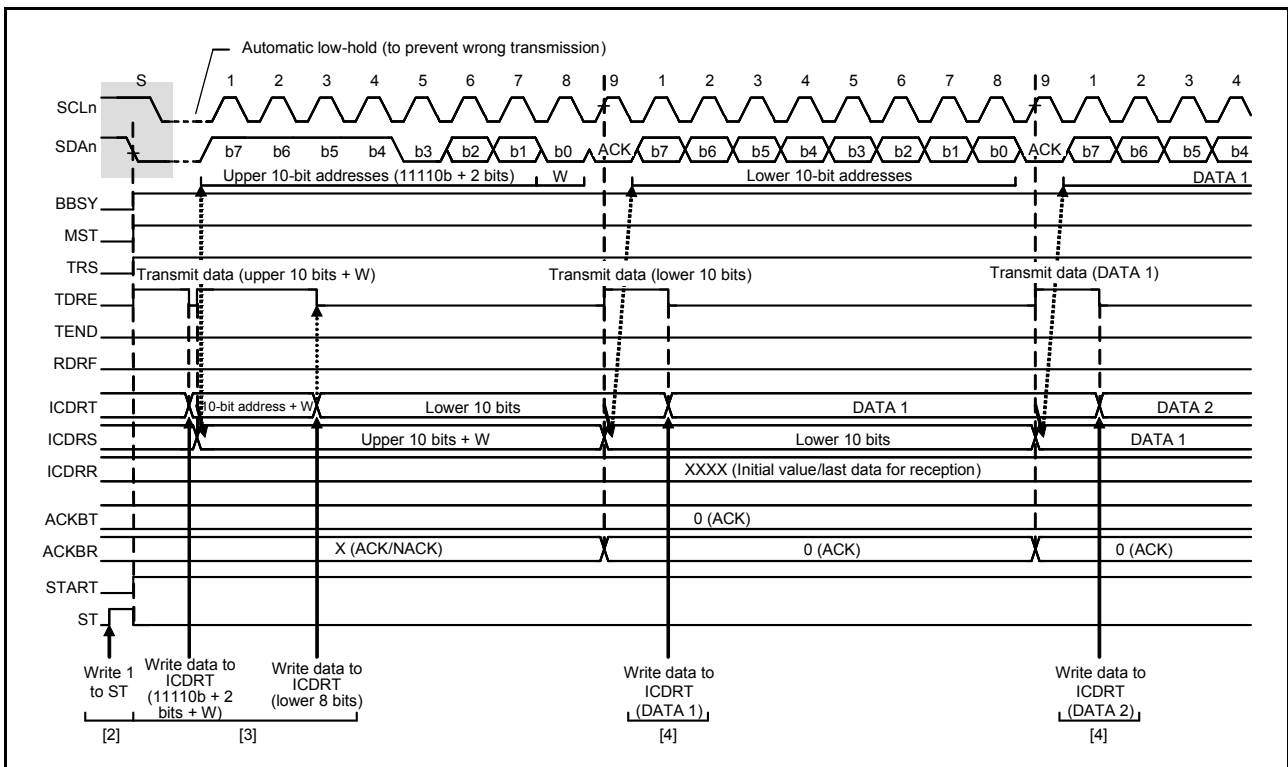 Automatic low-hold (to prevent wrong transmission)
S 1 2 3 4 5 6 7 8 9 1 2 3 4 5 6 7 8 9 1 2 3 4
SCLn
SDAn b7 b6 b5 b4 b3 b2 b1 b0 ACK b7 b6 b5 b4 b3 b2 b1 b0 ACK b7 b6 b5 b4
Upper 10-bit addresses (11110b + 2 bits) W Lower 10-bit addresses DATA 1
BBSY
MST
TRS
Transmit data (upper 10 bits + W) Transmit data (lower 10 bits) Transmit data (DATA 1)
TDRE
TEND
RDRF
ICDRT 10-bit address + W Lower 10 bits DATA 1 DATA 2
ICDRS Upper 10 bits + W Lower 10 bits DATA 1
ICDRR XXXX (Initial value/last data for reception)
ACKBT 0 (ACK)
ACKBR X (ACK/NACK) 0 (ACK) 0 (ACK)
START
ST
Write 1
to ST
Write data to
ICDRT
(11110b + 2
bits + W)
Write data to
ICDRT
(lower 8 bits)
Write data to
ICDRT
(DATA 1)
Write data to
ICDRT
(DATA 2)
[2] [3] [4] [4]